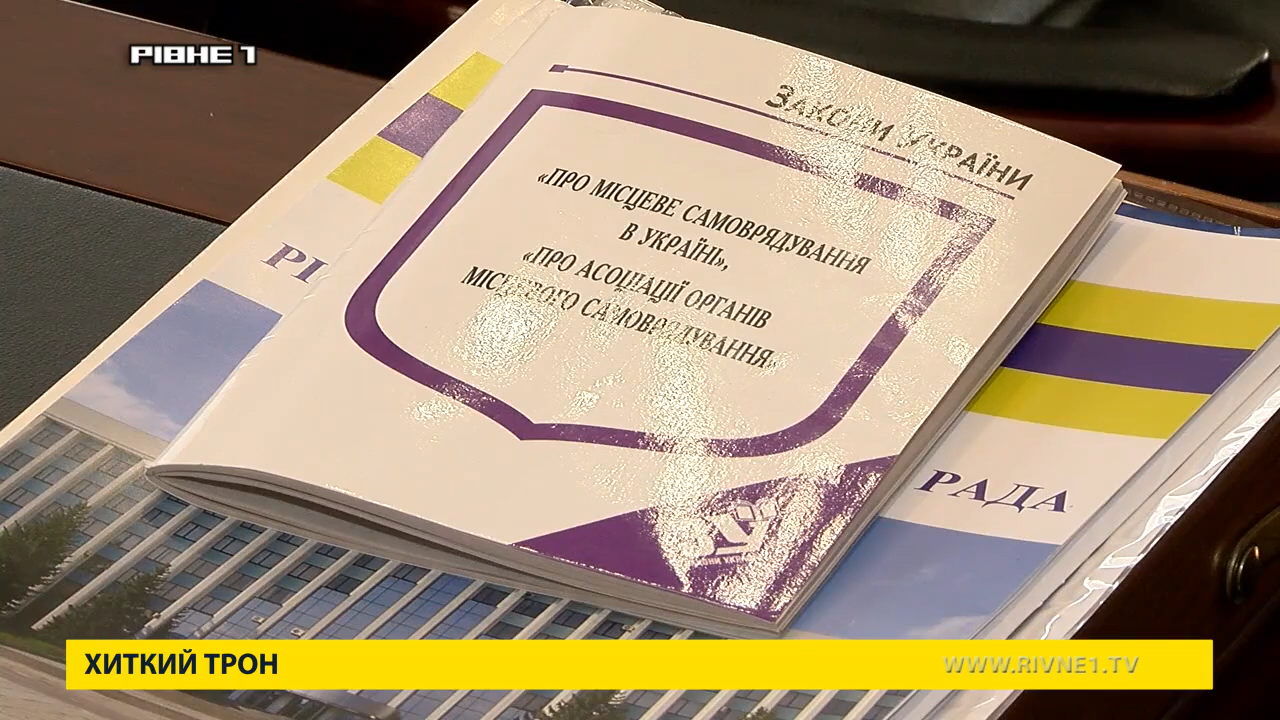 РІВНЕ 1
ЗАКОНИ УКРАЇНИ
«ПРО МІСЦЕВЕ САМОВРЯДУВАННЯ
В УКРАЇНІ»,
«ПРО АСОЦІАЦІЇ ОРГАНІВ
МІСЦЕВОГО САМОВРЯДУВАННЯ»
РІ
РАДА
ХИТКИЙ ТРОН
WWW.RIVNE1.TV